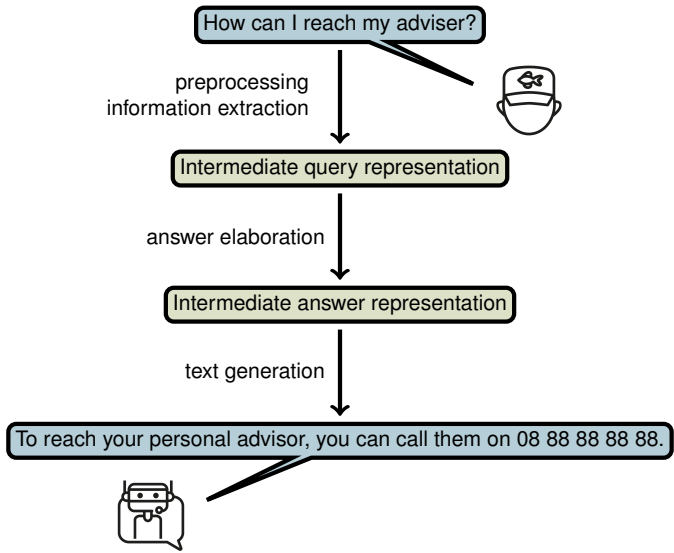 How can I reach my adviser?
preprocessing
information extraction
Intermediate query representation
answer elaboration
Intermediate answer representation
text generation
To reach your personal advisor, you can call them on 08 88 88 88 88.